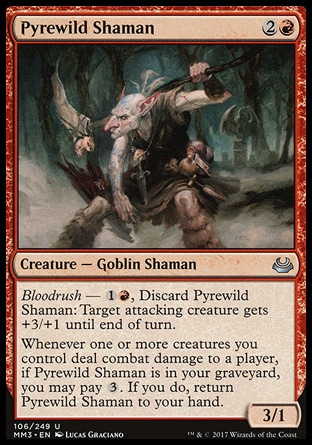 Pyrewild Shaman 2
Creature — Goblin Shaman
Bloodrush — 1 , Discard Pyrewild
Shaman: Target attacking creature gets
+3/+1 until end of turn.
Whenever one or more creatures you
control deal combat damage to a player,
if Pyrewild Shaman is in your graveyard,
you may pay 3. If you do, return
Pyrewild Shaman to your hand.
3/1
106/249 U
MM3 • EN Lucas Graciano
™ & © 2017 Wizards of the Coast